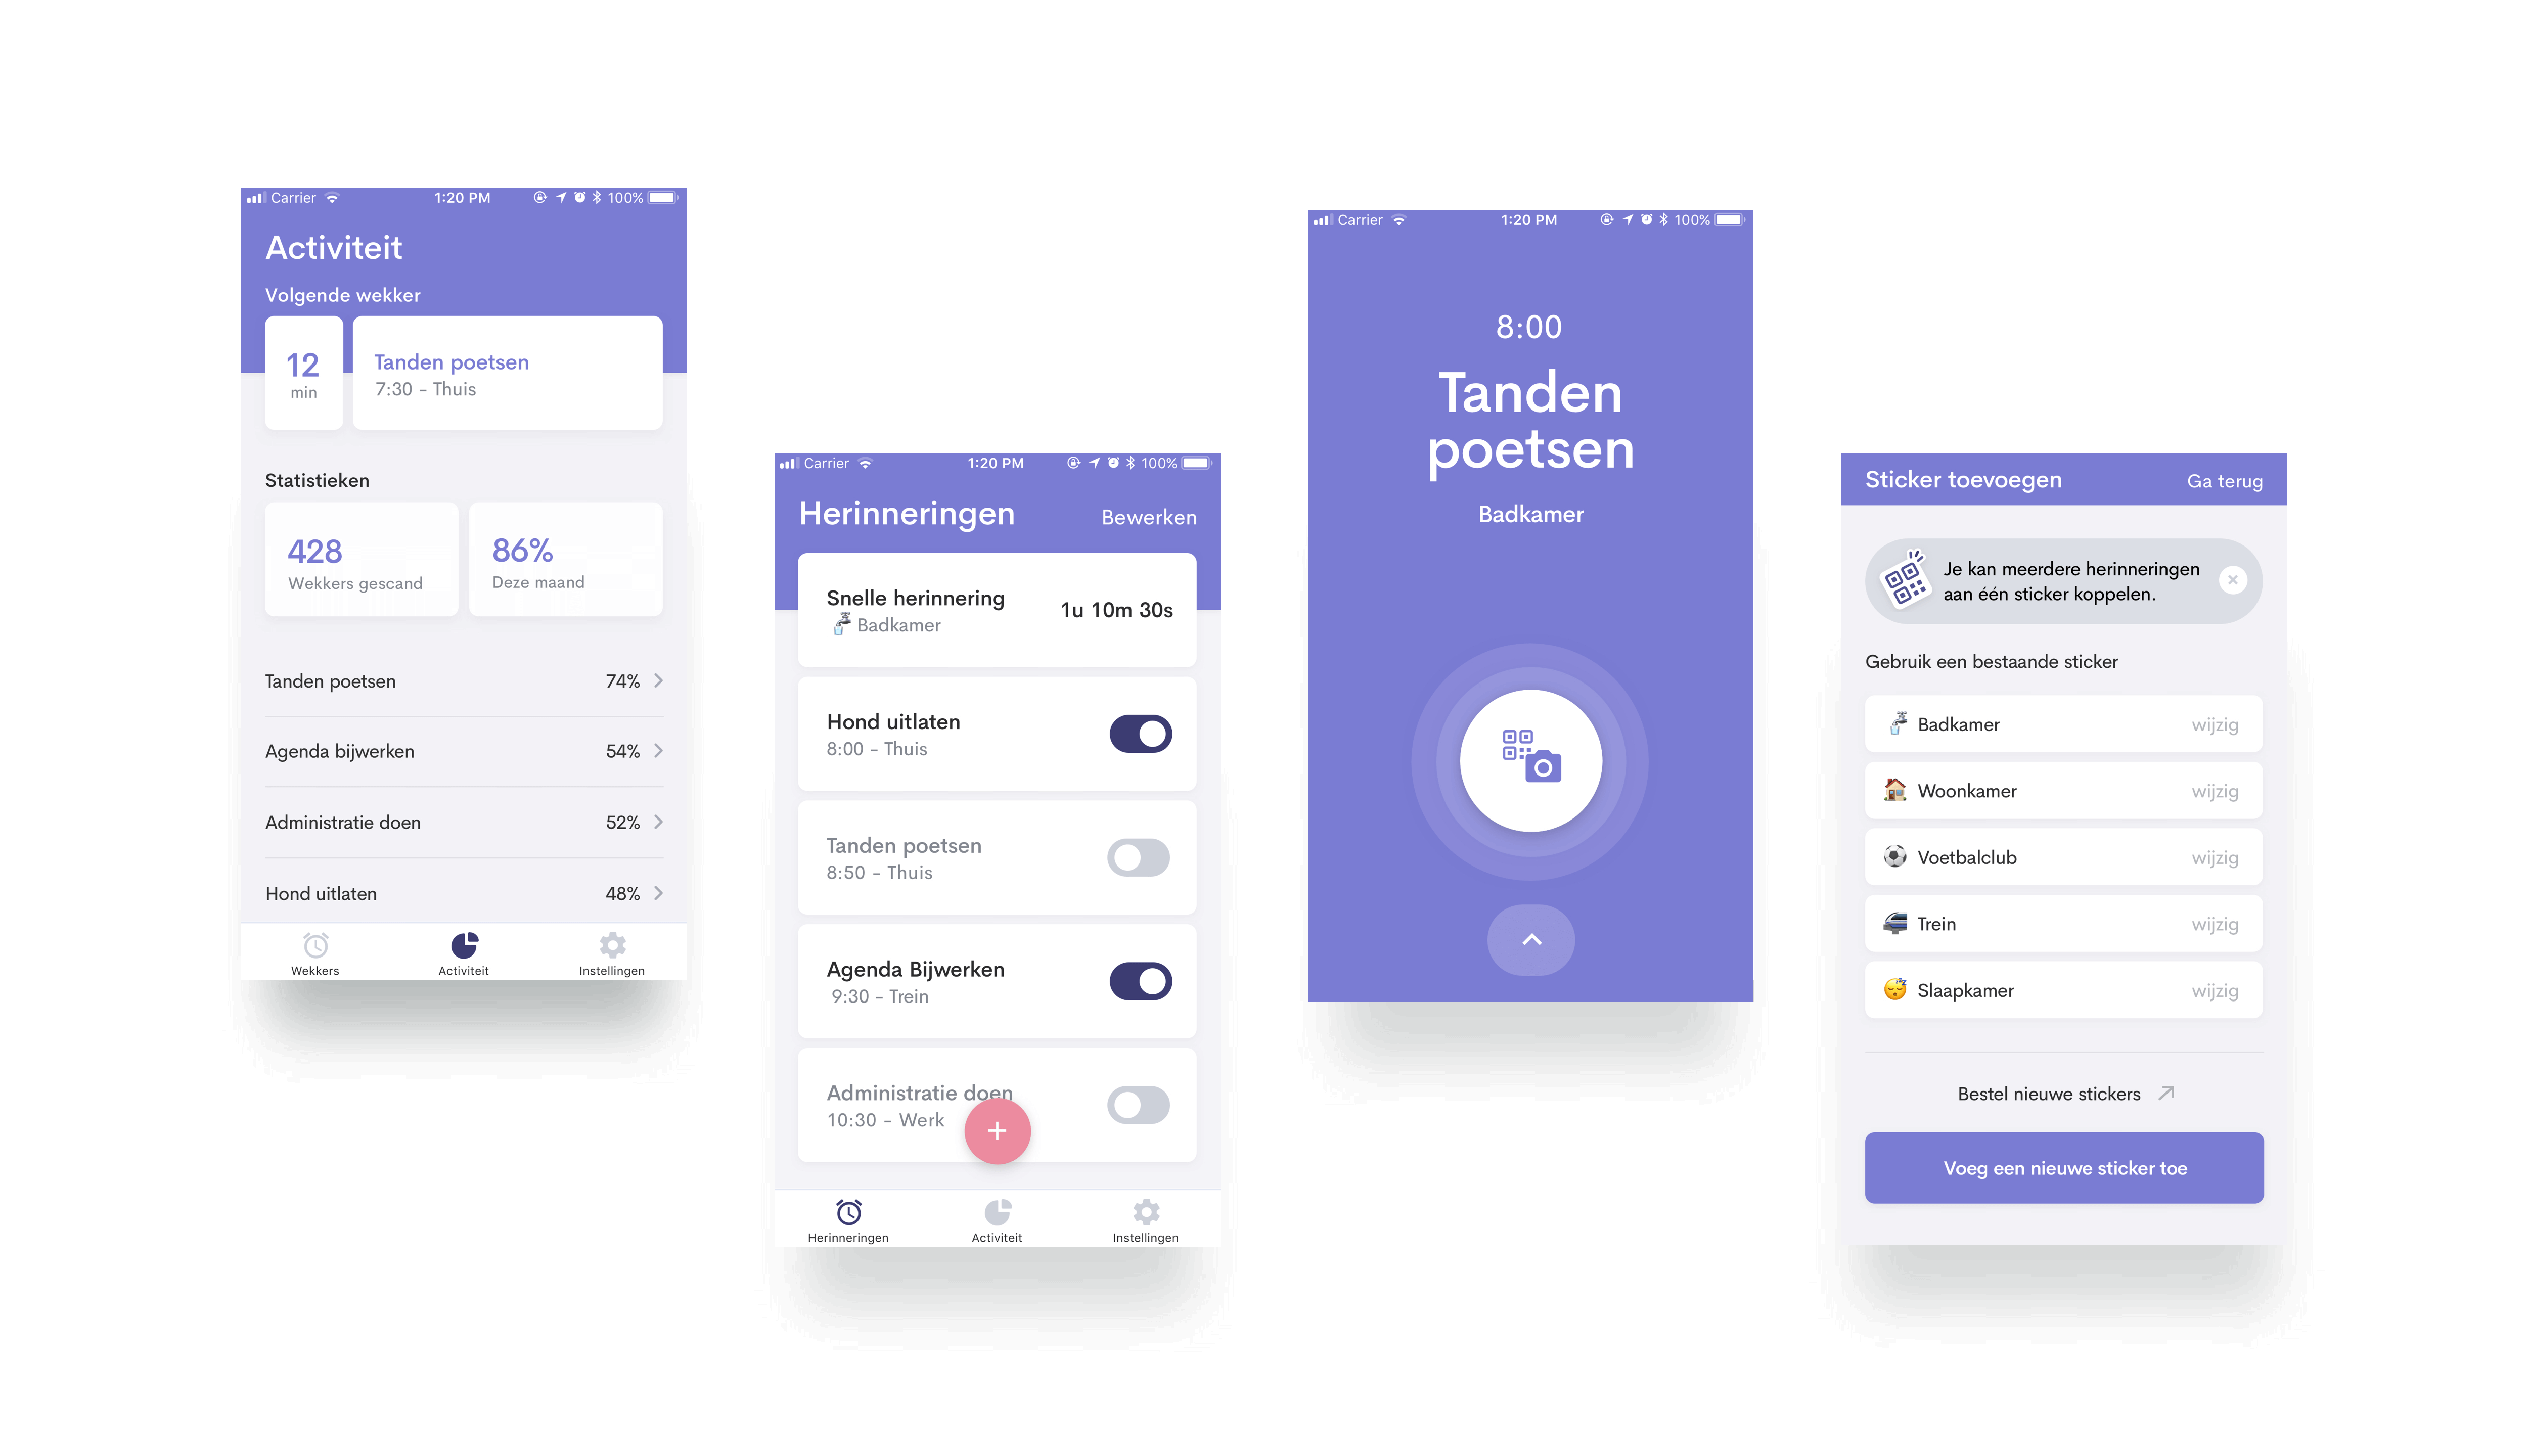 Carrier 1:20 PM 100%
Activiteit
Volgende wekker
12
min
Tanden poetsen
7:30 - Thuis
Statistieken
428
Wekkers gescand
86%
Deze maand
Tanden poetsen 74%
Agenda bijwerken 54%
Administratie doen 52%
Hond uitlaten 48%
Wekkers Activiteit Instellingen
Carrier 1:20 PM 100%
Herinneringen Bewerken
Snelle herinnering
Badkamer
1u 10m 30s
Hond uitlaten
8:00 - Thuis
Tanden poetsen
8:50 - Thuis
Agenda Bijwerken
9:30 - Trein
Administratie doen
10:30 - Werk
Herinneringen Activiteit Instellingen
Carrier 1:20 PM 100%
8:00
Tanden
poetsen
Badkamer
Sticker toevoegen Ga terug
Je kan meerdere herinneringen
aan één sticker koppelen.
Gebruik een bestaande sticker
Badkamer wijzig
Woonkamer wijzig
Voetbalclub wijzig
Trein wijzig
Slaapkamer wijzig
Bestel nieuwe stickers
Voeg een nieuwe sticker toe